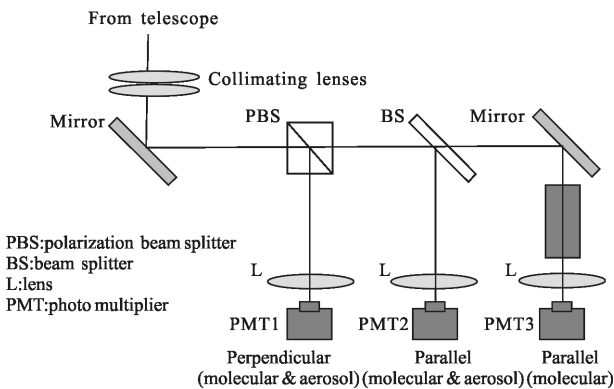 From telescope
Collimating lenses
Mirror
PBS
BS
Mirror
PBS:polarization beam splitter
BS:beam splitter
L:lens
PMT:photo multiplier
L
L
L
PMT1
PMT2
PMT3
Perpendicular
(molecular & aerosol)
Parallel
(molecular & aerosol)
Parallel
(molecular)